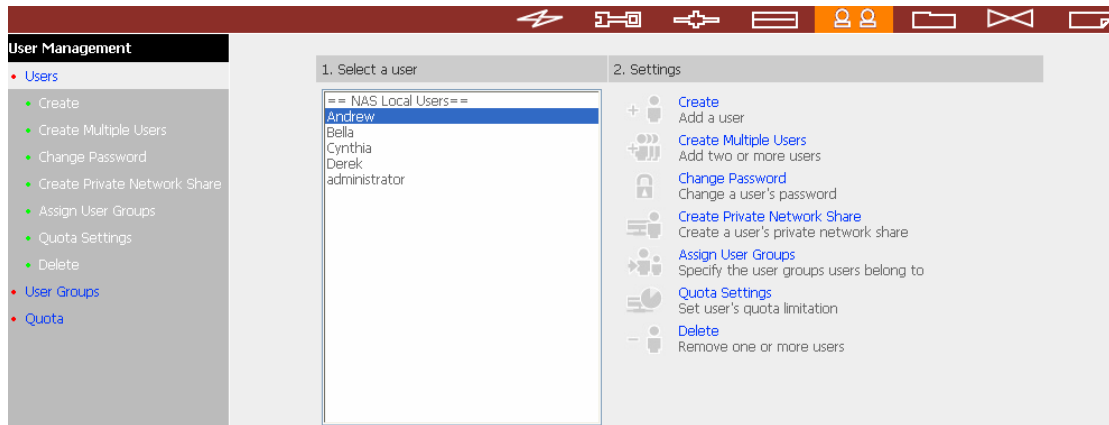 User Management
Users
Create
Create Multiple Users
Change Password
Create Private Network Share
Assign User Groups
Quota Settings
Delete
User Groups
Quota
1. Select a user
== NAS Local Users==
Andrew
Bella
Cynthia
Derek
administrator
2. Settings
Create
Add a user
Create Multiple Users
Add two or more users
Change Password
Change a user's password
Create Private Network Share
Create a user's private network share
Assign User Groups
Specify the user groups users belong to
Quota Settings
Set user's quota limitation
Delete
Remove one or more users